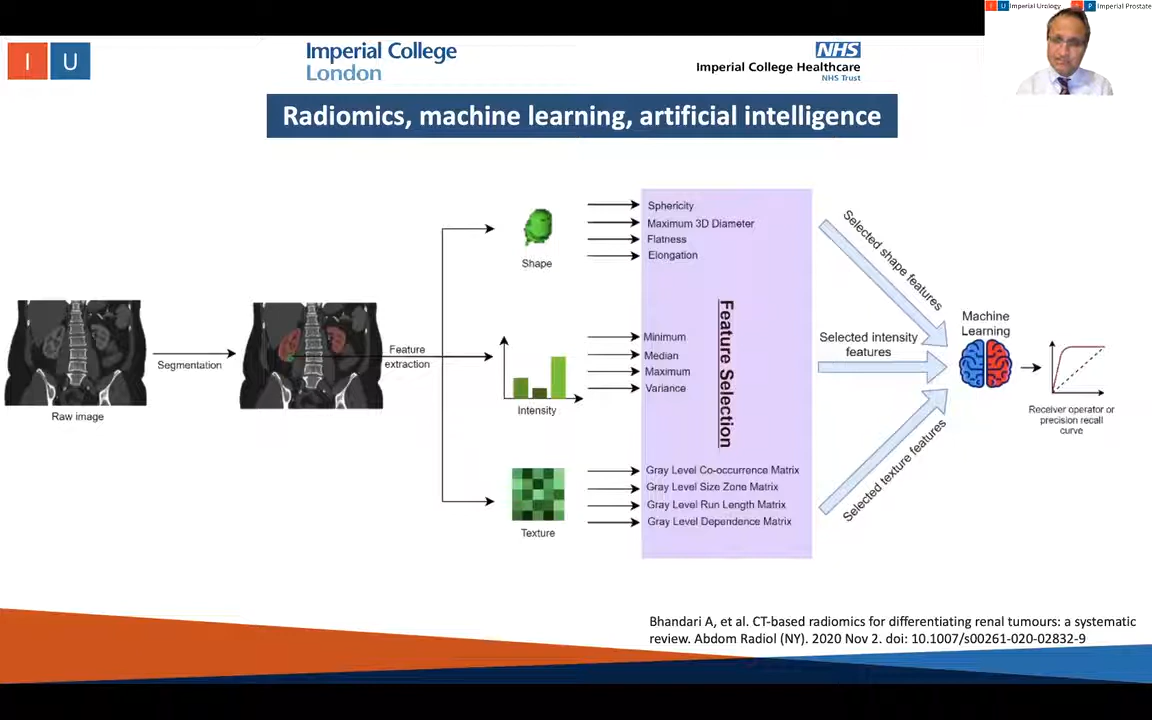 I U Imperial Urology I P Imperial Prostate
I U
Imperial College
London
NHS
Imperial College Healthcare
NHS Trust
Radiomics, machine learning, artificial intelligence
Raw image
Segmentation
Feature
extraction
Shape
Intensity
Texture
Sphericity
Maximum 3D Diameter
Flatness
Elongation
Minimum
Median
Maximum
Variance
Gray Level Co-occurrence Matrix
Gray Level Size Zone Matrix
Gray Level Run Length Matrix
Gray Level Dependence Matrix
Feature Selection
Selected shape features
Selected intensity
features
Selected texture features
Machine
Learning
Receiver operator or
precision recall
curve
Bhandari A, et al. CT-based radiomics for differentiating renal tumours: a systematic
review. Abdom Radiol (NY). 2020 Nov 2. doi: 10.1007/s00261-020-02832-9